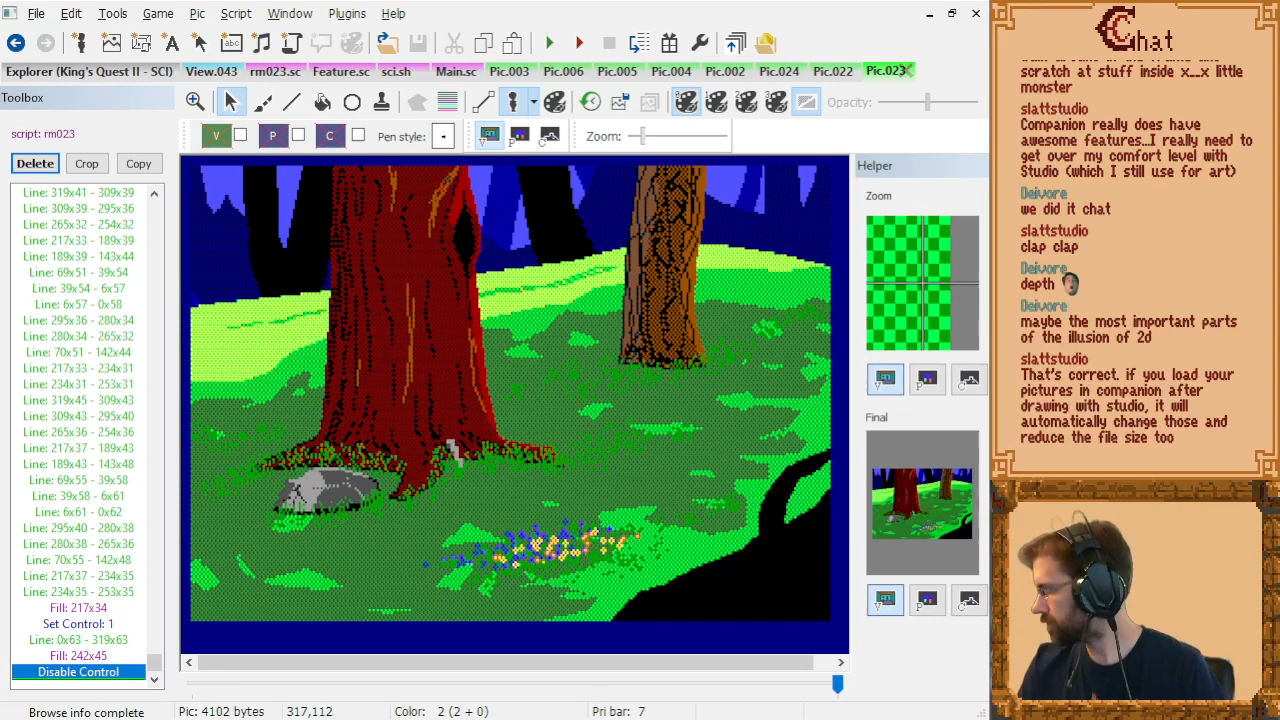 File Edit Tools Game Pic Script Window Plugins Help
Explorer (King's Quest II - SCI) View.043 rm023.sc Feature.sc sci.sh Main.sc Pic.003 Pic.006 Pic.005 Pic.004 Pic.002 Pic.024 Pic.022 Pic.023
Toolbox
Opacity:
script: rm023
V P C Pen style: Zoom:
Delete Crop Copy
Line: 319x41 - 309x39
Line: 309x39 - 295x36
Line: 265x32 - 254x32
Line: 217x33 - 189x39
Line: 189x39 - 143x44
Line: 69x51 - 39x54
Line: 39x54 - 6x57
Line: 6x57 - 0x58
Line: 295x36 - 280x34
Line: 280x34 - 265x32
Line: 70x51 - 142x44
Line: 217x33 - 234x31
Line: 234x31 - 253x31
Line: 319x45 - 309x43
Line: 309x43 - 295x40
Line: 265x36 - 254x36
Line: 217x37 - 189x43
Line: 189x43 - 143x48
Line: 69x55 - 39x58
Line: 39x58 - 6x61
Line: 6x61 - 0x62
Line: 295x40 - 280x38
Line: 280x38 - 265x36
Line: 70x55 - 142x48
Line: 217x37 - 234x35
Line: 234x35 - 253x35
Fill: 217x34
Set Control: 1
Line: 0x63 - 319x63
Fill: 242x45
Disable Control
Helper
Zoom
V P C
Final
V P C
Browse info complete Pic: 4102 bytes 317,112 Color: 2 (2 + 0) Pri bar: 7
Chat
scratch at stuff inside x__x little
monster
slattstudio
Companion really does have
awesome features...I really need to
get over my comfort level with
Studio (which I still use for art)
Deivore
we did it chat
slattstudio
clap clap
Deivore
depth
Deivore
maybe the most important parts
of the illusion of 2d
slattstudio
That's correct. if you load your
pictures in companion after
drawing with studio, it will
automatically change those and
reduce the file size too